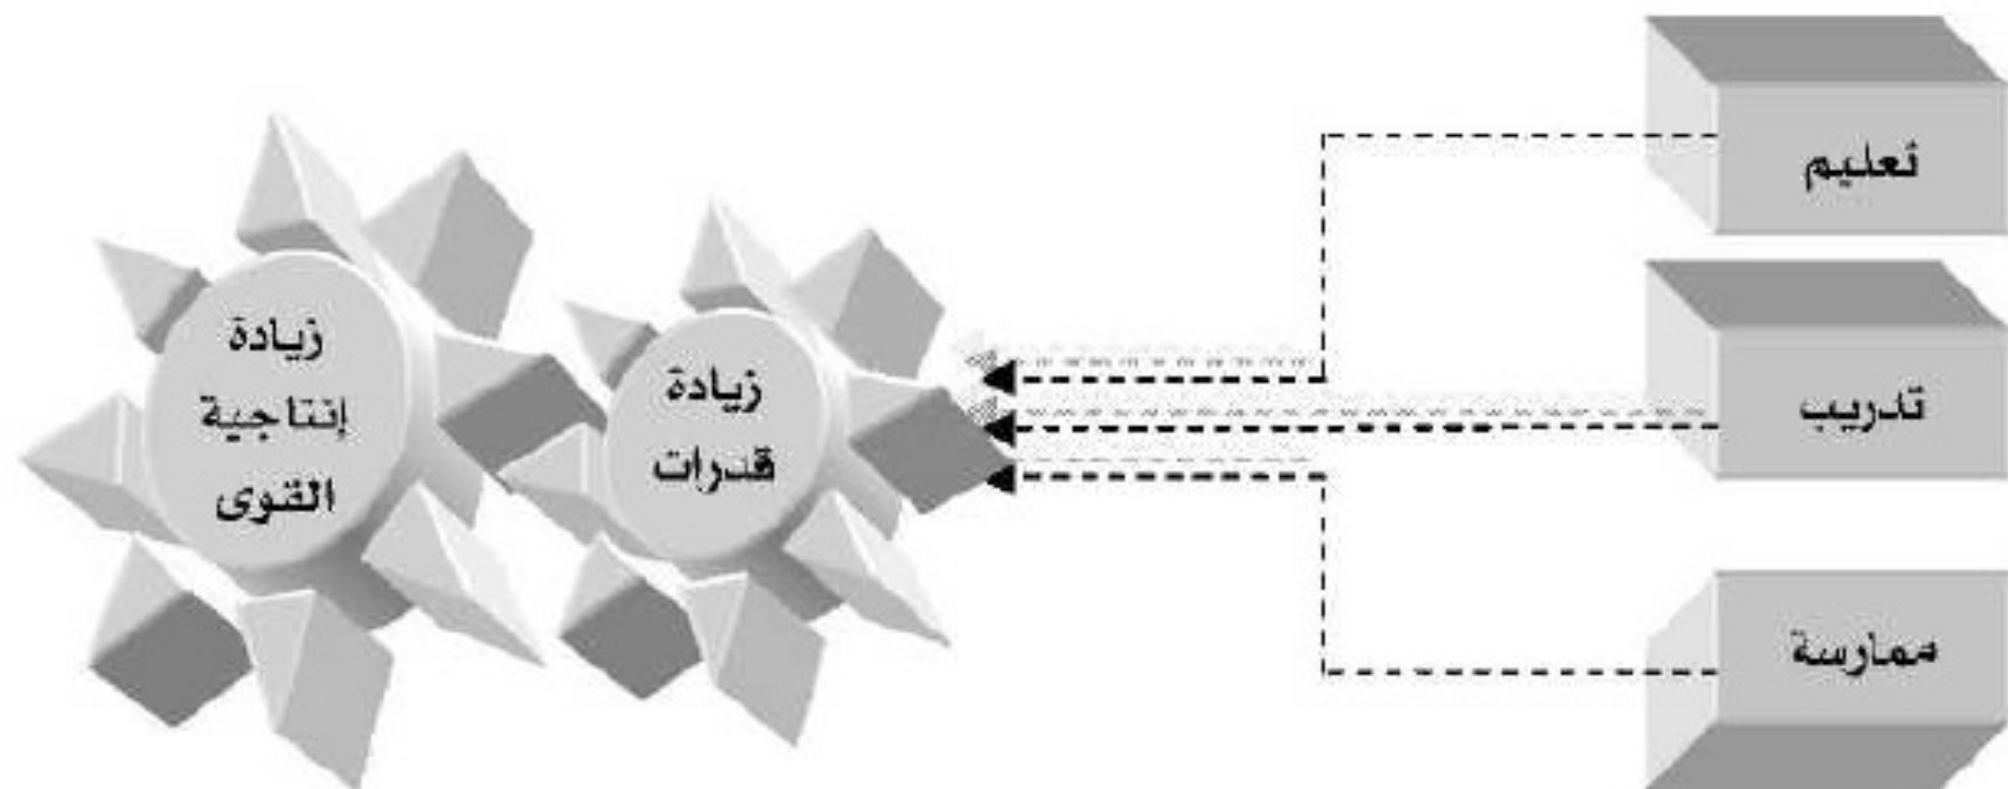 تعليم
تدريب
ممارسة
زيادة
قدرات
زيادة
إنتاجية
القوى